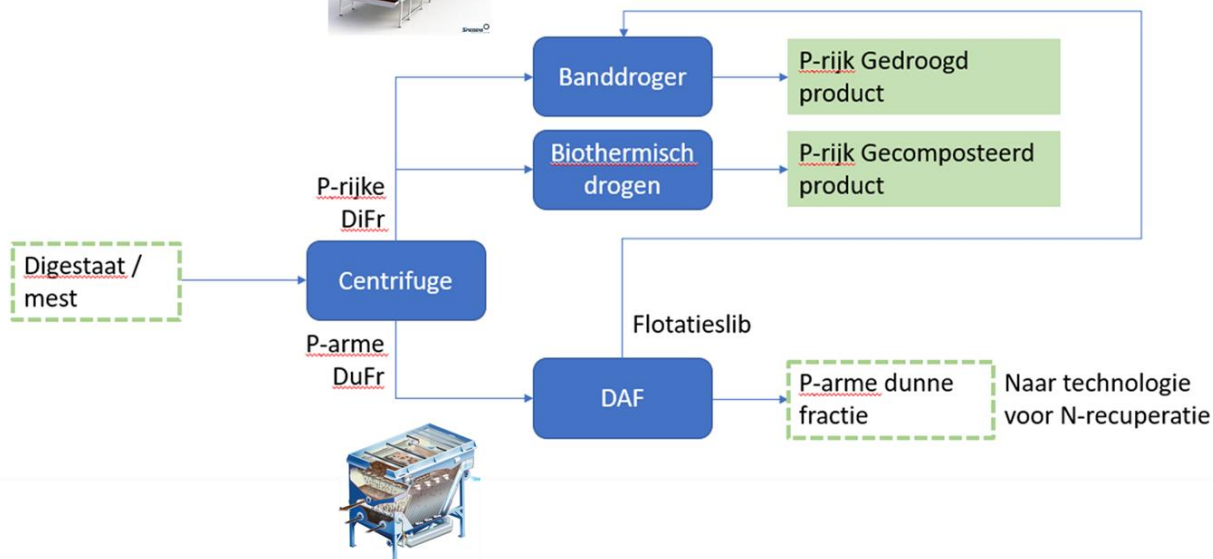 Banddroger
P-rijk Gedroogd
product
Biothermisch
drogen
P-rijk Gecomposteerd
product
P-rijke
DiFr
Digestaat /
mest
Centrifuge
P-arme
DuFr
Flotatieslib
DAF
P-arme dunne
fractie
Naar technologie
voor N-recuperatie